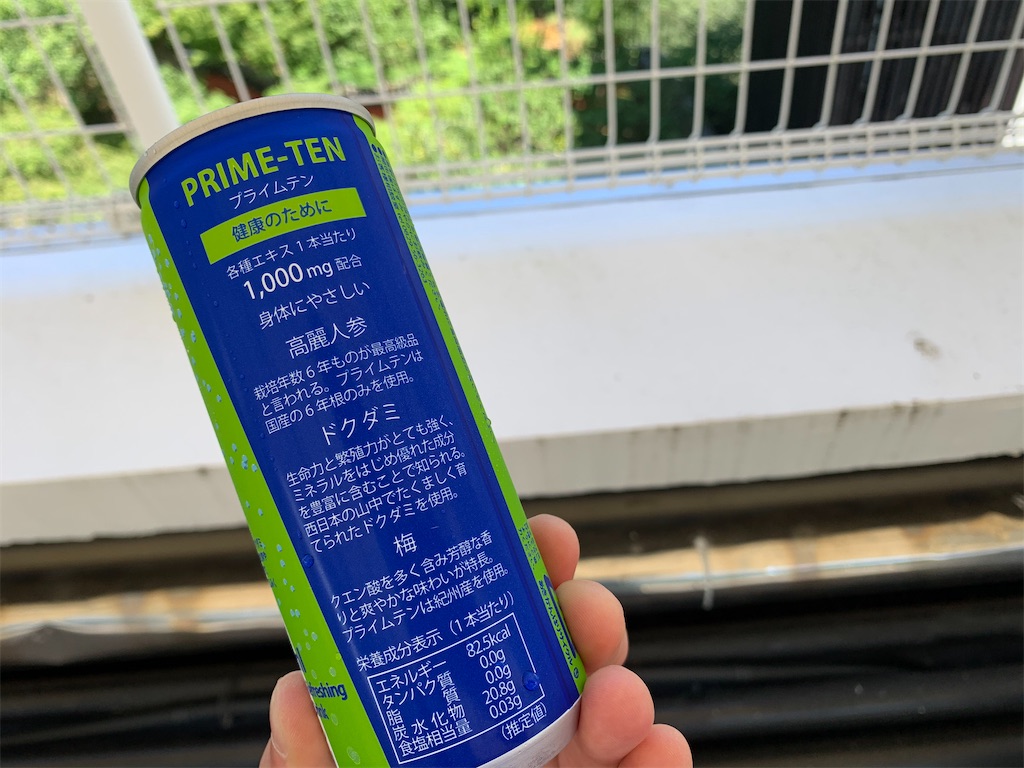 PRIME-TEN
プライムテン
健康のために
各種エキス1本当たり
1,000mg配合
身体にやさしい
高麗人参
栽培年数6年ものが最高級品
と言われる。プライムテンは
国産の6年根のみを使用。
ドクダミ
生命力と繁殖力がとても強く、
ミネラルをはじめ優れた成分
を豊富に含むことで知られる。
西日本の山中でたくましく育
てられたドクダミを使用。
梅
クエン酸を多く含み芳醇な香
りと爽やかな味わいが特長。
プライムテンは紀州産を使用。
栄養成分表示(1本当たり)
エネルギー 82.5kcal
タンパク質 0.0g
脂質 0.0g
炭水化物 20.8g
食塩相当量 0.03g
(推定値)